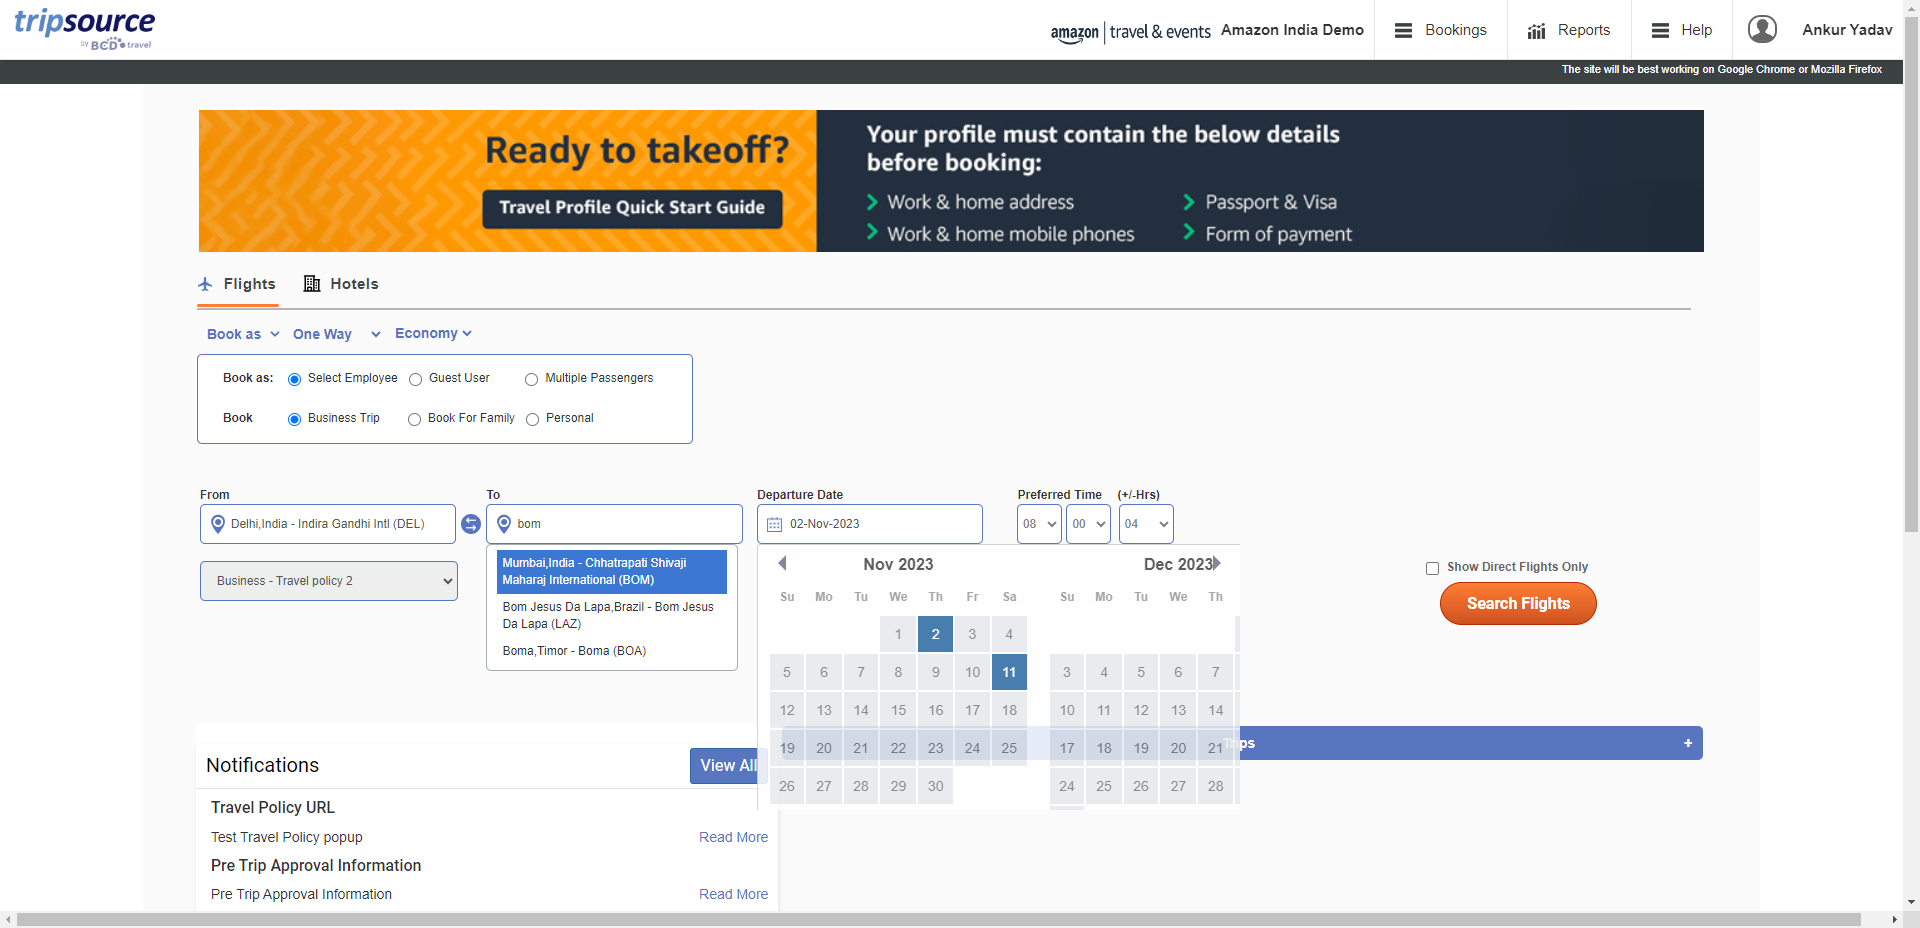 tripsource
by BCD travel
amazon | travel & events
Amazon India Demo
Bookings
Reports
Help
Ankur Yadav
The site will be best working on Google Chrome or Mozilla Firefox
Ready to takeoff?
Travel Profile Quick Start Guide
Your profile must contain the below details
before booking:
Work & home address
Passport & Visa
Work & home mobile phones
Form of payment
Flights
Hotels
Book as
One Way
Economy
Book as:
Select Employee
Guest User
Multiple Passengers
Book
Business Trip
Book For Family
Personal
From
To
Departure Date
Preferred Time
(+/-Hrs)
Delhi,India - Indira Gandhi Intl (DEL)
bom
02-Nov-2023
08
00
04
Business - Travel policy 2
Mumbai,India - Chhatrapati Shivaji
Maharaj International (BOM)
Bom Jesus Da Lapa,Brazil - Bom Jesus
Da Lapa (LAZ)
Boma,Timor - Boma (BOA)
Nov 2023
Su Mo Tu We Th Fr Sa
1 2 3 4
5 6 7 8 9 10 11
12 13 14 15 16 17 18
19 20 21 22 23 24 25
26 27 28 29 30
Dec 2023
Su Mo Tu We Th
3 4 5 6 7
10 11 12 13 14
17 18 19 20 21
24 25 26 27 28
Show Direct Flights Only
Search Flights
Trips
+
Notifications
View All
Travel Policy URL
Test Travel Policy popup
Read More
Pre Trip Approval Information
Pre Trip Approval Information
Read More